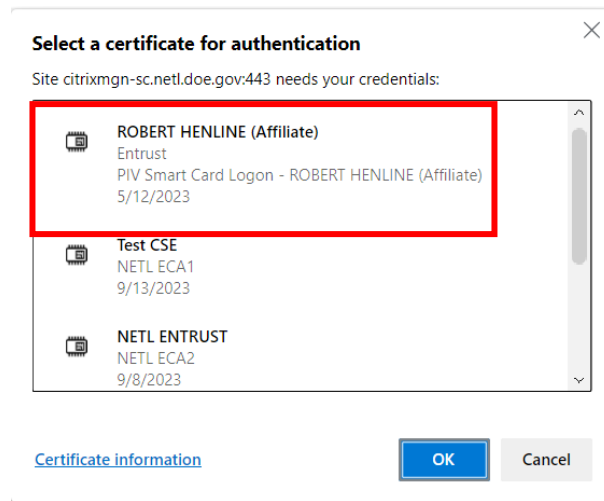 Select a certificate for authentication
Site citrixmgn-sc.netl.doe.gov:443 needs your credentials:
ROBERT HENLINE (Affiliate)
Entrust
PIV Smart Card Logon - ROBERT HENLINE (Affiliate)
5/12/2023
Test CSE
NETL ECA1
9/13/2023
NETL ENTRUST
NETL ECA2
9/8/2023
Certificate information
OK
Cancel